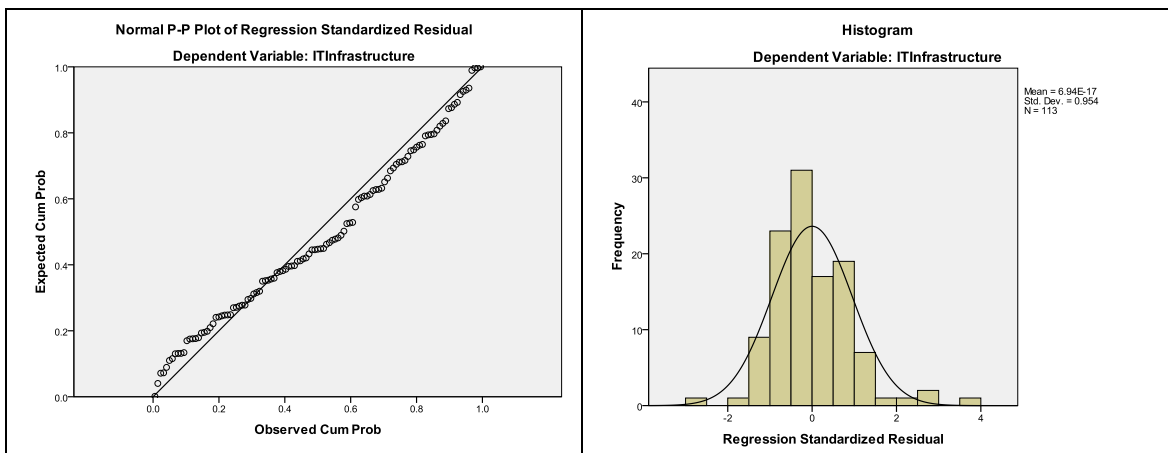 Normal P-P Plot of Regression Standardized Residual
Dependent Variable: ITInfrastructure
1.0
0.8
0.6
0.4
0.2
0.0
Expected Cum Prob
0.0 0.2 0.4 0.6 0.8 1.0
Observed Cum Prob
Histogram
Dependent Variable: ITInfrastructure
Mean = 6.94E-17
Std. Dev. = 0.954
N = 113
40
30
20
10
0
Frequency
-2 0 2 4
Regression Standardized Residual